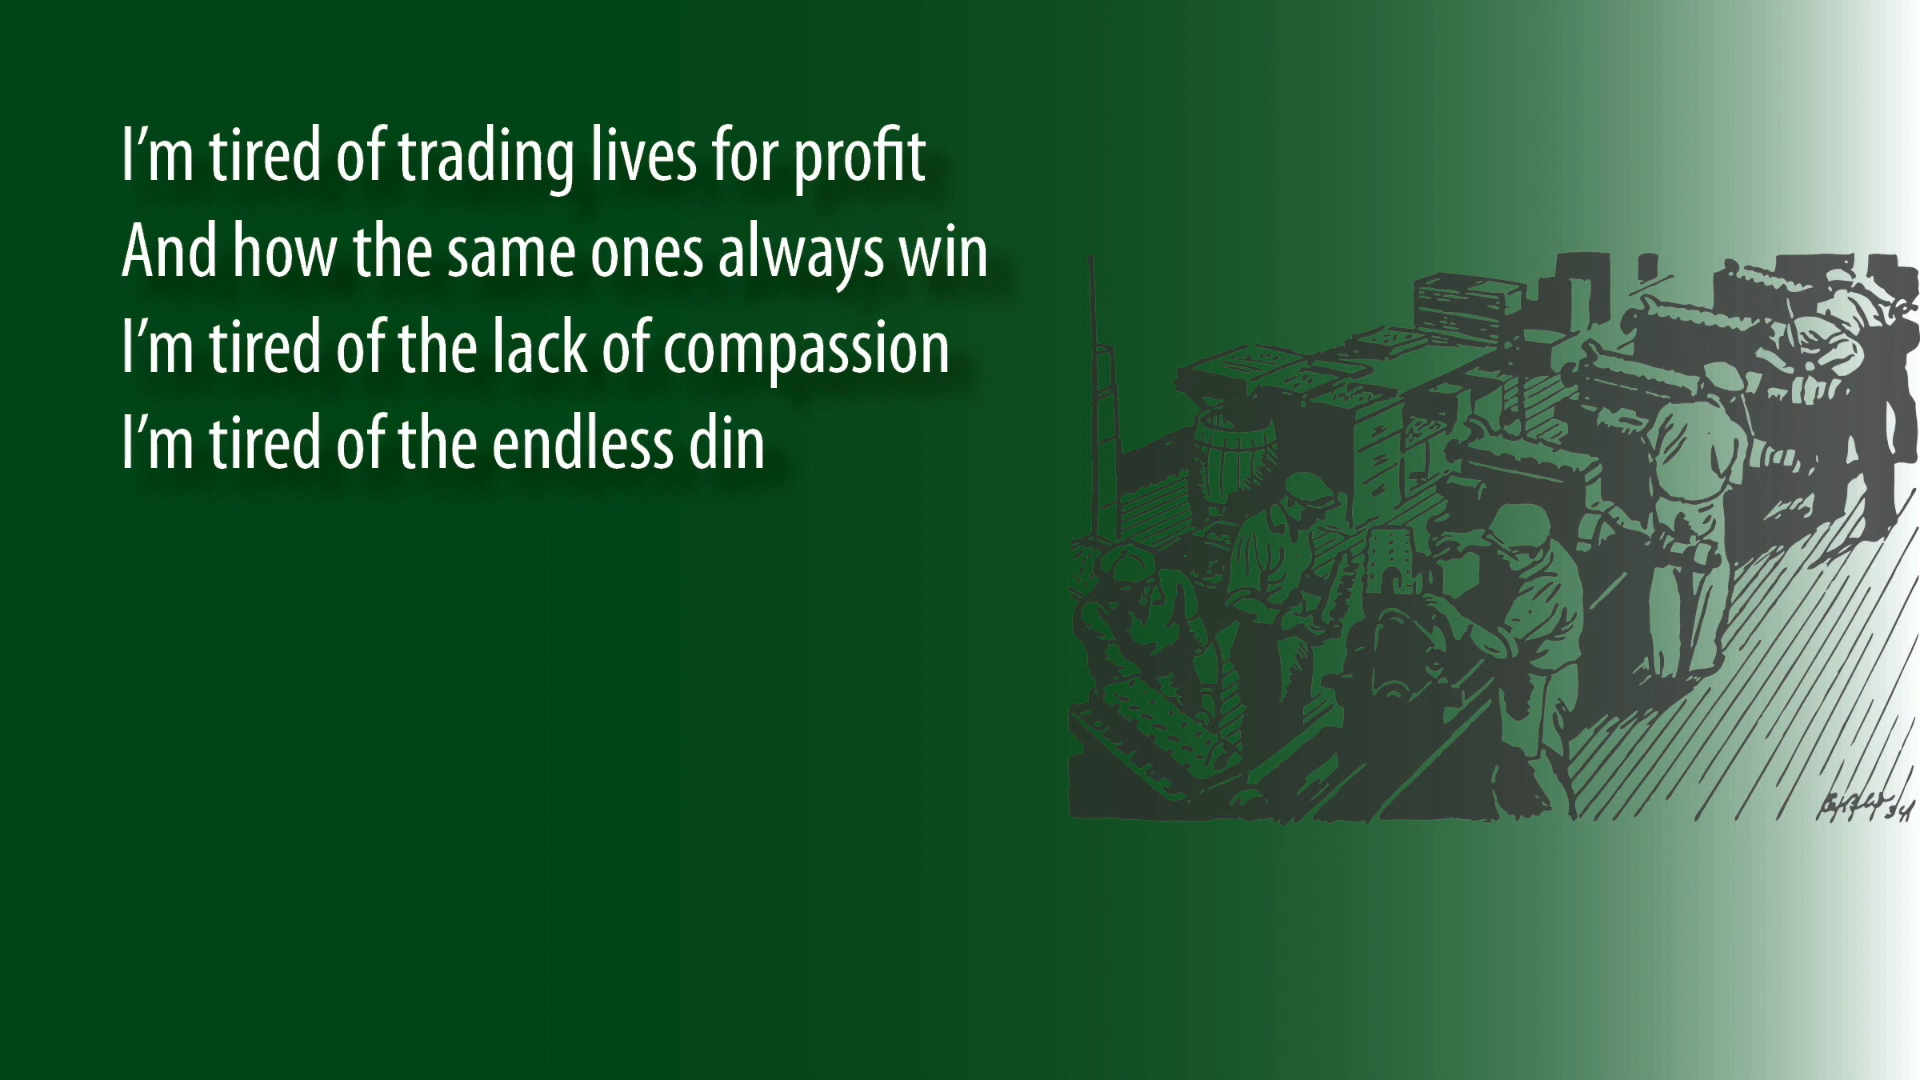 I’m tired of trading lives for profit
And how the same ones always win
I’m tired of the lack of compassion
I’m tired of the endless din